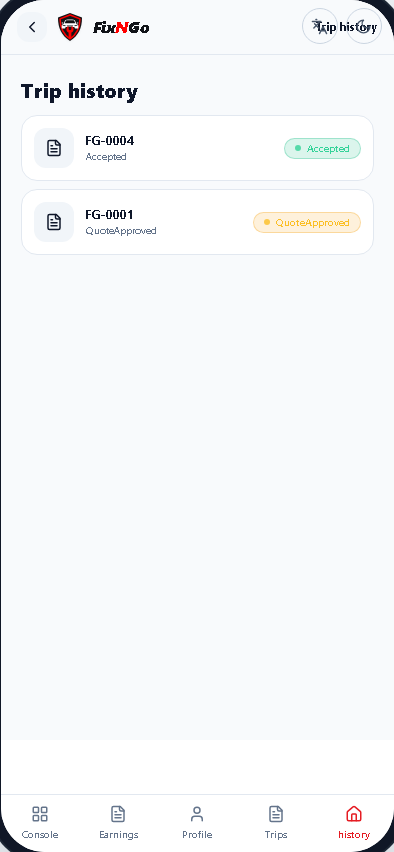 FixNGo
Trip history
Trip history
FG-0004
Accepted
Accepted
FG-0001
QuoteApproved
QuoteApproved
Console
Earnings
Profile
Trips
history